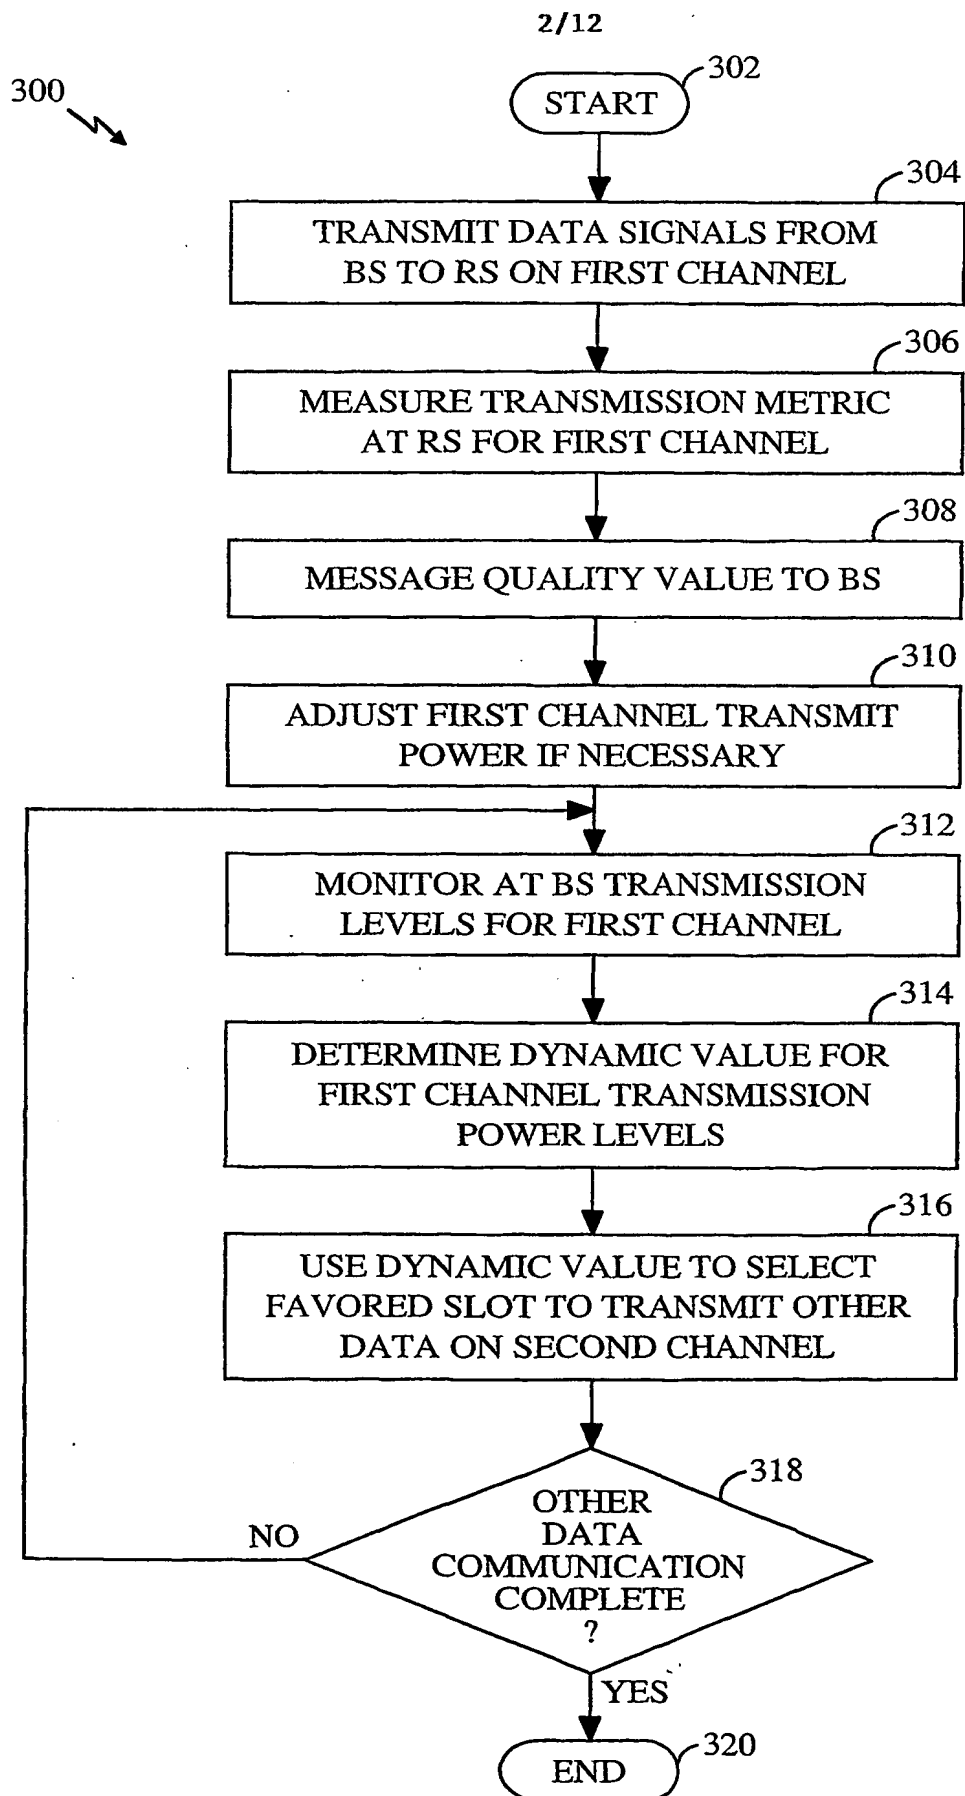 2/12
300
302
START
304
TRANSMIT DATA SIGNALS FROM
BS TO RS ON FIRST CHANNEL
306
MEASURE TRANSMISSION METRIC
AT RS FOR FIRST CHANNEL
308
MESSAGE QUALITY VALUE TO BS
310
ADJUST FIRST CHANNEL TRANSMIT
POWER IF NECESSARY
312
MONITOR AT BS TRANSMISSION
LEVELS FOR FIRST CHANNEL
314
DETERMINE DYNAMIC VALUE FOR
FIRST CHANNEL TRANSMISSION
POWER LEVELS
316
USE DYNAMIC VALUE TO SELECT
FAVORED SLOT TO TRANSMIT OTHER
DATA ON SECOND CHANNEL
318
OTHER
DATA
COMMUNICATION
COMPLETE
?
NO
YES
320
END